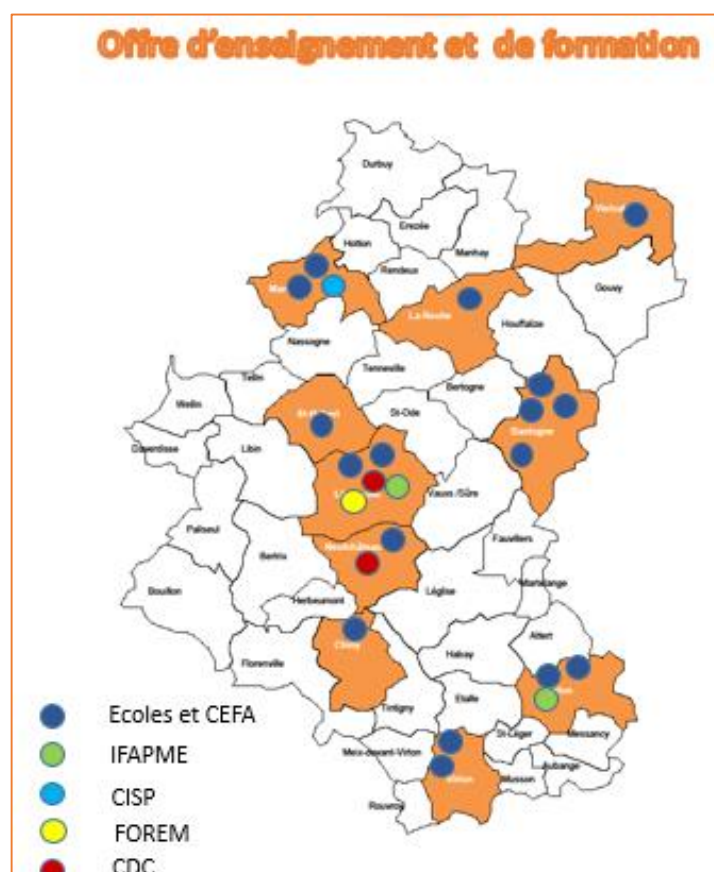 Offre d'enseignement et de formation
Durbuy
Erezée
Hotton
Manhay
Rendeux
Gouvy
La Roche
Houffalize
Nassogne
Tenneville
Bertogne
Tellin
Wellin
St-Ode
Daverdisse
Libin
Vaux /Sûre
Paliseul
Fauvillers
Bertrix
Martelange
Bouillon
Herbeumont
Léglise
Attert
Habay
Florenville
Etalle
Tintigny
St-Léger
Messancy
Meix-devant-Virton
Aubange
Musson
Rouvroy
Ecoles et CEFA
IFAPME
CISP
FOREM
CDC